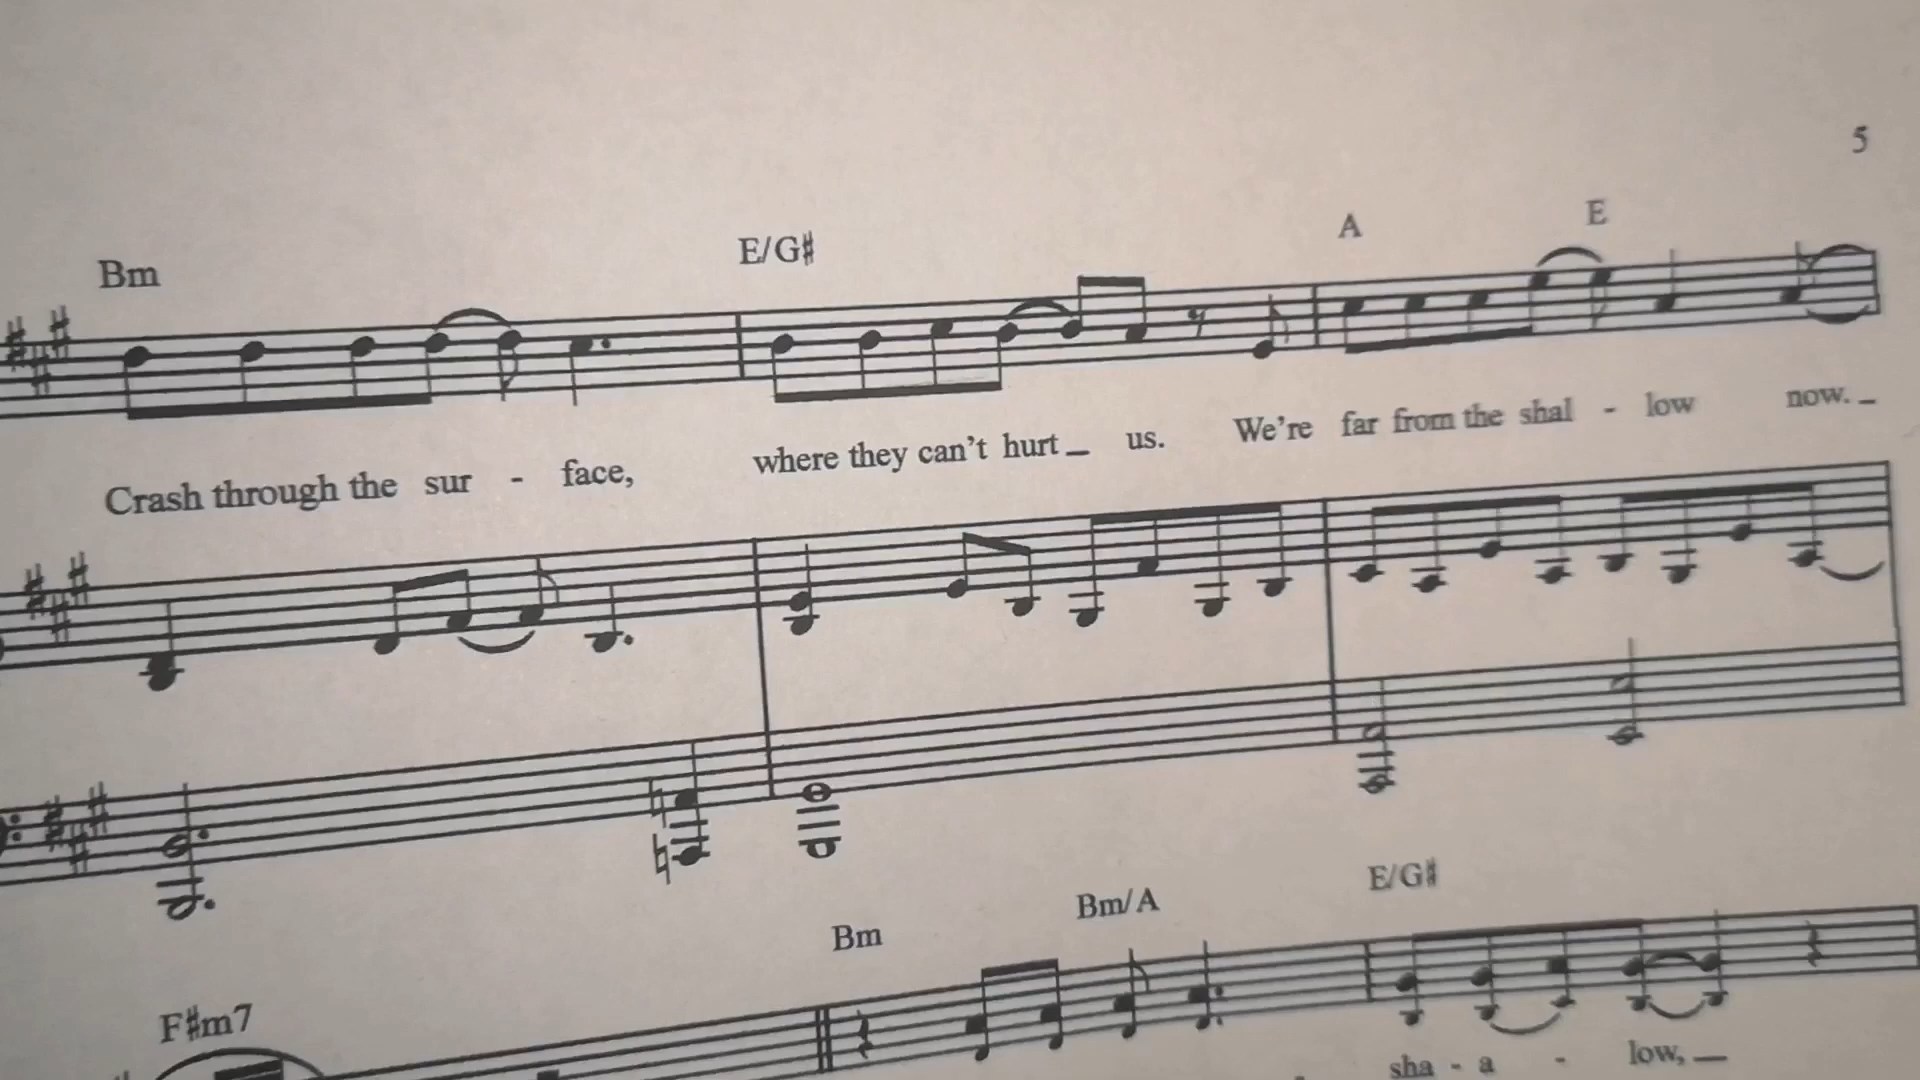 5
Bm E/G♯ A E
Crash through the sur - face, where they can't hurt_ us. We're far from the shal - low now._
Bm Bm/A E/G♯
F♯m7
sha - a - low,_